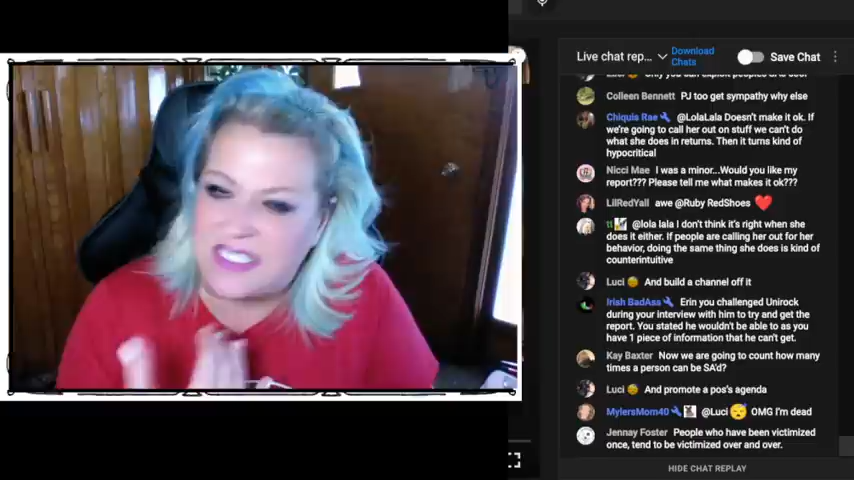 Live chat rep...
Download
Chats
Save Chat
Colleen Bennett PJ too get sympathy why else
Chiquis Rae @LolaLala Doesn't make it ok. If
we're going to call her out on stuff we can't do
what she does in returns. Then it turns kind of
hypocritical
Nicci Mae I was a minor...Would you like my
report??? Please tell me what makes it ok???
LilRedYall awe @Ruby RedShoes
tt @lola lala I don't think it's right when she
does it either. If people are calling her out for her
behavior, doing the same thing she does is kind of
counterintuitive
Luci And build a channel off it
Irish BadAss Erin you challenged Unirock
during your interview with him to try and get the
report. You stated he wouldn't be able to as you
have 1 piece of information that he can't get.
Kay Baxter Now we are going to count how many
times a person can be SA'd?
Luci And promote a pos's agenda
MylersMom40 @Luci OMG I'm dead
Jennay Foster People who have been victimized
once, tend to be victimized over and over.
HIDE CHAT REPLAY